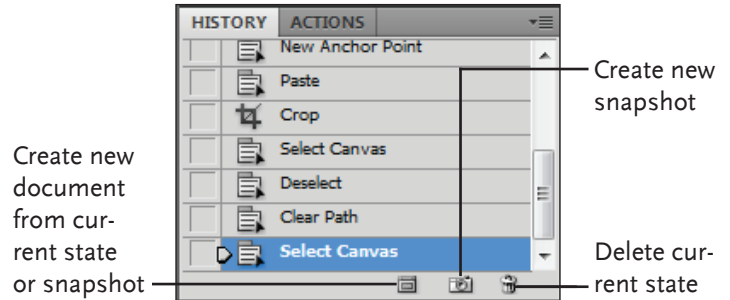 HISTORY ACTIONS
New Anchor Point
Paste
Crop
Select Canvas
Deselect
Clear Path
Select Canvas
Create new
snapshot
Create new
document
from cur-
rent state
or snapshot
Delete cur-
rent state